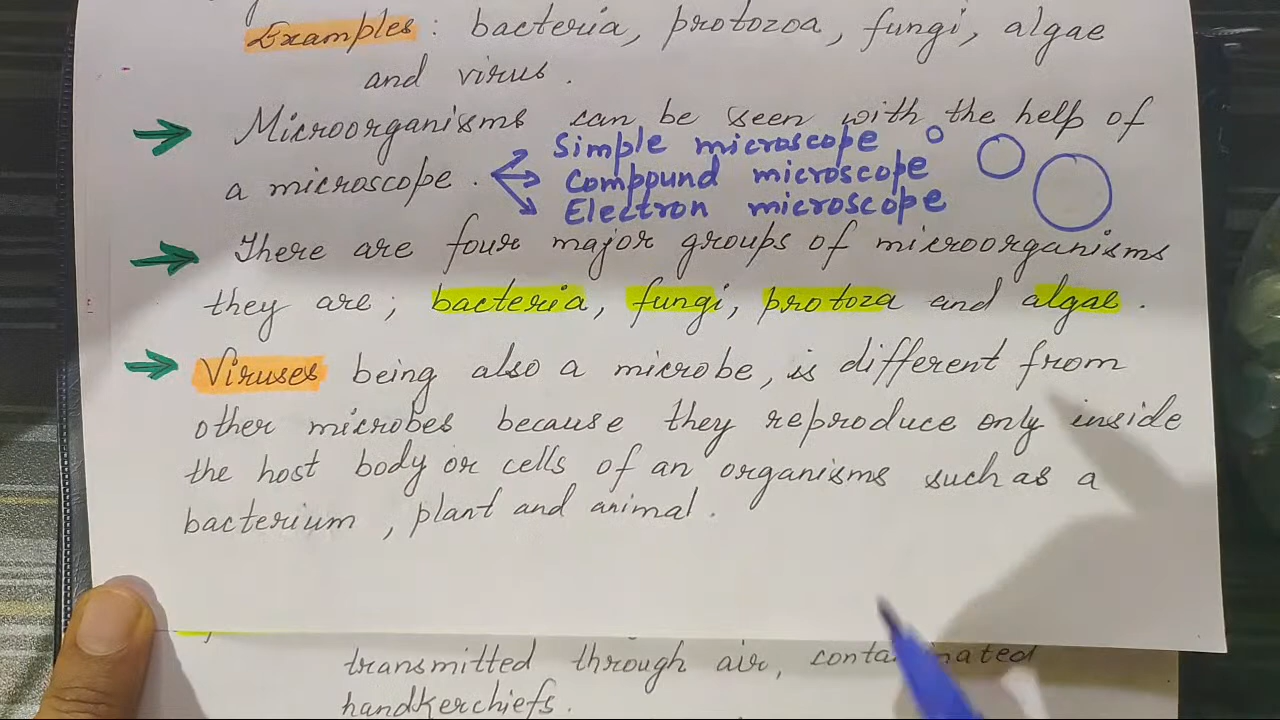 Examples : bacteria, protozoa, fungi, algae
and virus.
→ Microorganisms can be seen with the help of
a microscope.
Simple microscope
Compound microscope
Electron microscope
→ There are four major groups of microorganisms
they are; bacteria, fungi, protoza and algae.
→ Viruses being also a microbe, is different from
other microbes because they reproduce only inside
the host body or cells of an organisms such as a
bacterium, plant and animal.
transmitted through air, contaminated
handkerchiefs.